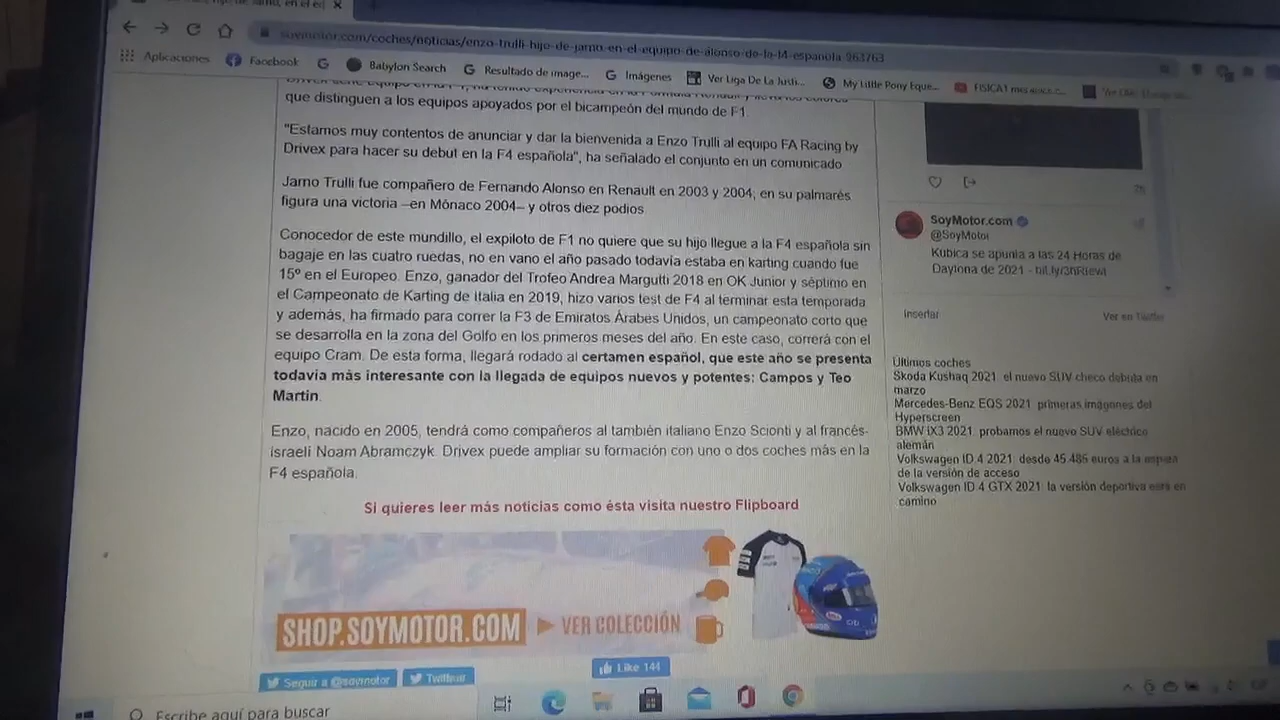 soymotor.com/coches/noticias/enzo-trulli-hijo-de-jarno-en-el-equipo-de-alonso-de-la-f4-espanola-963763
Aplicaciones
Facebook
Babylon Search
Resultado de image...
Imágenes
Ver Liga De La Justi...
My Little Pony Eque...
que distinguen a los equipos apoyados por el bicampeón del mundo de F1
"Estamos muy contentos de anunciar y dar la bienvenida a Enzo Trulli al equipo FA Racing by
Drivex para hacer su debut en la F4 española", ha señalado el conjunto en un comunicado
Jarno Trulli fue compañero de Fernando Alonso en Renault en 2003 y 2004; en su palmarés
figura una victoria –en Mónaco 2004– y otros diez podios
Conocedor de este mundillo, el expiloto de F1 no quiere que su hijo llegue a la F4 española sin
bagaje en las cuatro ruedas, no en vano el año pasado todavía estaba en karting cuando fue
15º en el Europeo. Enzo, ganador del Trofeo Andrea Margutti 2018 en OK Junior y séptimo en
el Campeonato de Karting de Italia en 2019, hizo varios test de F4 al terminar esta temporada
y además, ha firmado para correr la F3 de Emiratos Árabes Unidos, un campeonato corto que
se desarrolla en la zona del Golfo en los primeros meses del año. En este caso, correrá con el
equipo Cram. De esta forma, llegará rodado al certamen español, que este año se presenta
todavía más interesante con la llegada de equipos nuevos y potentes: Campos y Teo
Martín.
Enzo, nacido en 2005, tendrá como compañeros al también italiano Enzo Scionti y al francés-
israelí Noam Abramczyk. Drivex puede ampliar su formación con uno o dos coches más en la
F4 española.
Si quieres leer más noticias como ésta visita nuestro Flipboard
SHOP.SOYMOTOR.COM
VER COLECCIÓN
Seguir a @soymotor
Twittear
Like 144
SoyMotor.com
@SoyMotor
Kubica se apunta a las 24 Horas de
Daytona de 2021 -
Insertar
Ver en Twitter
Últimos coches
Skoda Kushaq 2021: el nuevo SUV checo debuta en
marzo
Mercedes-Benz EQS 2021: primeras imágenes del
Hyperscreen
BMW iX3 2021: probamos el nuevo SUV eléctrico
alemán
Volkswagen ID.4 2021: desde 45.485 euros a la espera
de la versión de acceso
Volkswagen ID.4 GTX 2021: la versión deportiva está en
camino
Escribe aquí para buscar